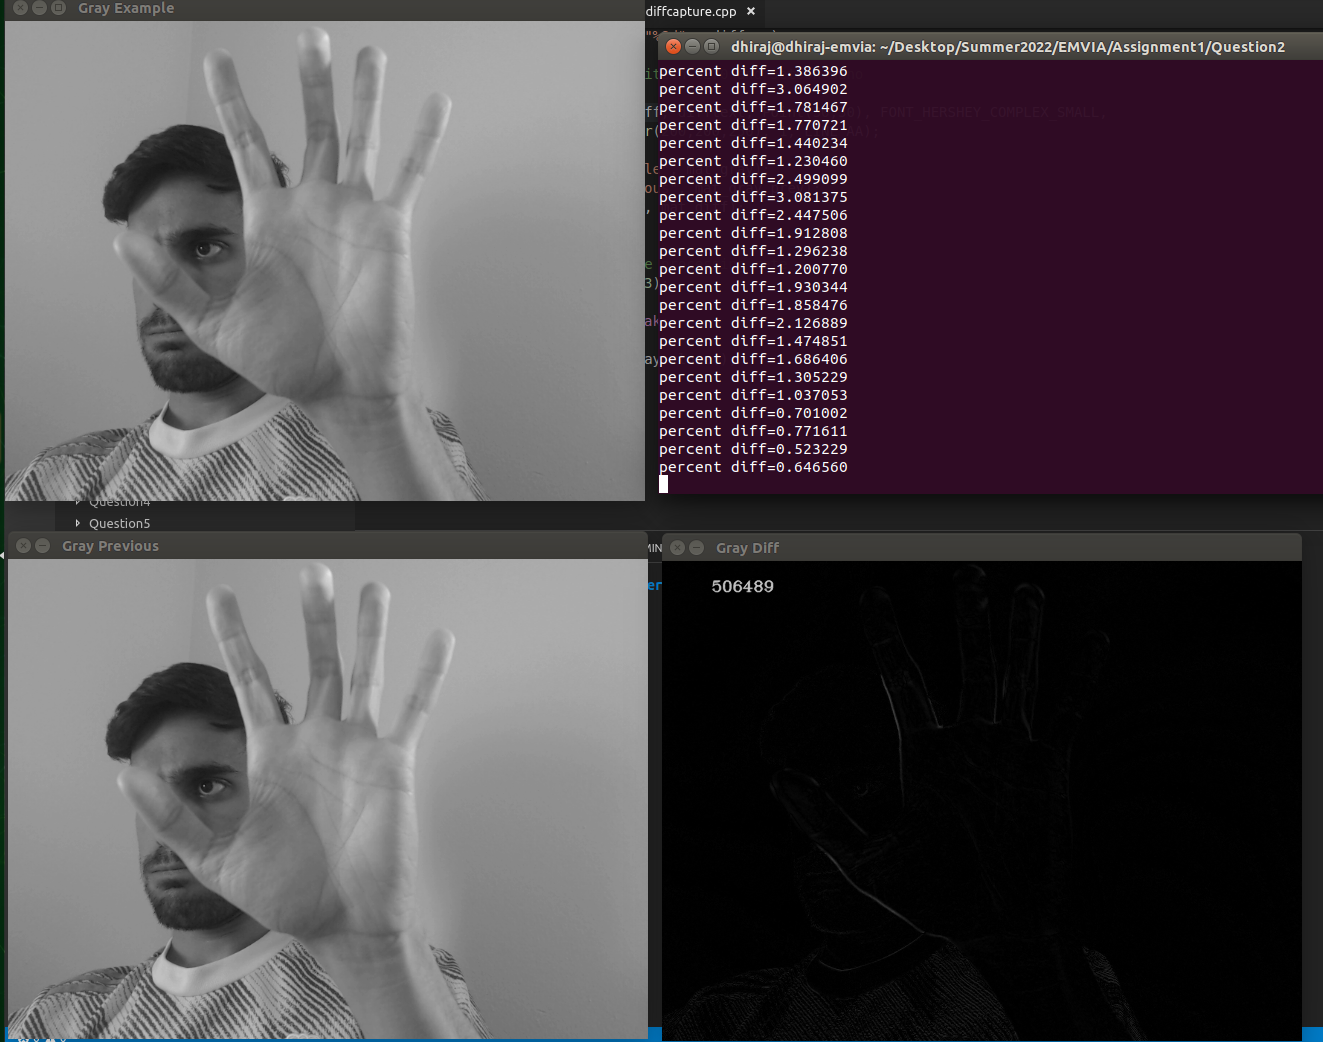 Gray Example
diffcapture.cpp
dhiraj@dhiraj-emvia: ~/Desktop/Summer2022/EMVIA/Assignment1/Question2
percent diff=1.386396
percent diff=3.064902
percent diff=1.781467
percent diff=1.770721
percent diff=1.440234
percent diff=1.230460
percent diff=2.499099
percent diff=3.081375
percent diff=2.447506
percent diff=1.912808
percent diff=1.296238
percent diff=1.200770
percent diff=1.930344
percent diff=1.858476
percent diff=2.126889
percent diff=1.474851
percent diff=1.686406
percent diff=1.305229
percent diff=1.037053
percent diff=0.701002
percent diff=0.771611
percent diff=0.523229
percent diff=0.646560
FONT_HERSHEY_COMPLEX_SMALL,
Question4
Question5
Gray Previous
Gray Diff
506489